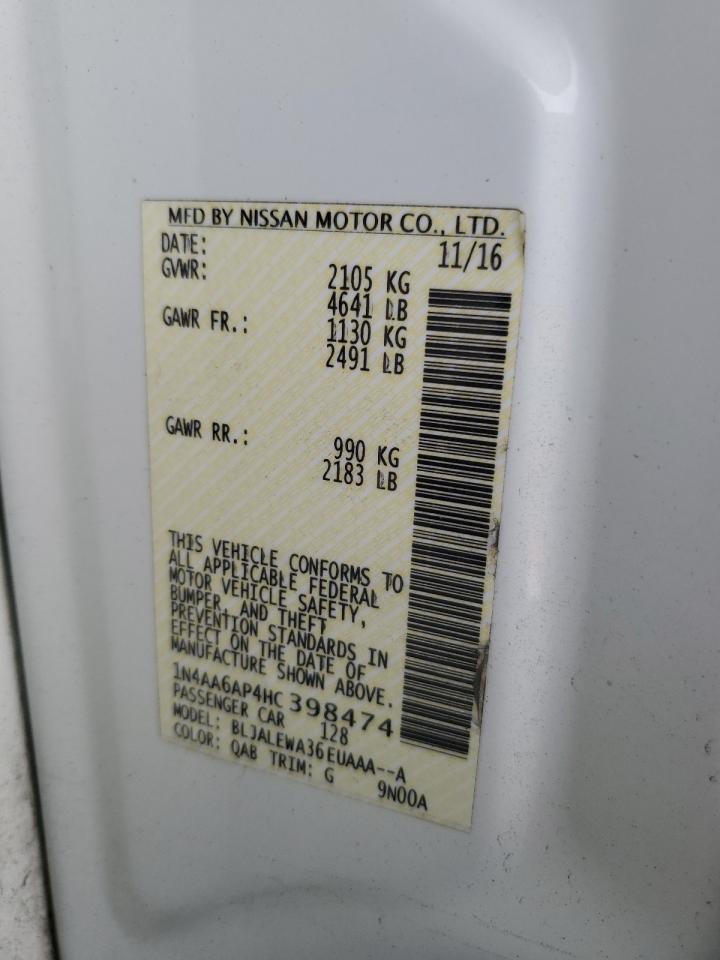 MFD BY NISSAN MOTOR CO., LTD.
DATE: 11/16
GVWR: 2105 KG
4641 LB
GAWR FR.: 1130 KG
2491 LB
GAWR RR.: 990 KG
2183 LB
THIS VEHICLE CONFORMS TO
ALL APPLICABLE FEDERAL
MOTOR VEHICLE SAFETY,
BUMPER, AND THEFT
PREVENTION STANDARDS IN
EFFECT ON THE DATE OF
MANUFACTURE SHOWN ABOVE.
1N4AA6AP4HC 398474
PASSENGER CAR 128
MODEL: BLJALEWA36EUAAA--A
COLOR: QAB TRIM: G 9N00A